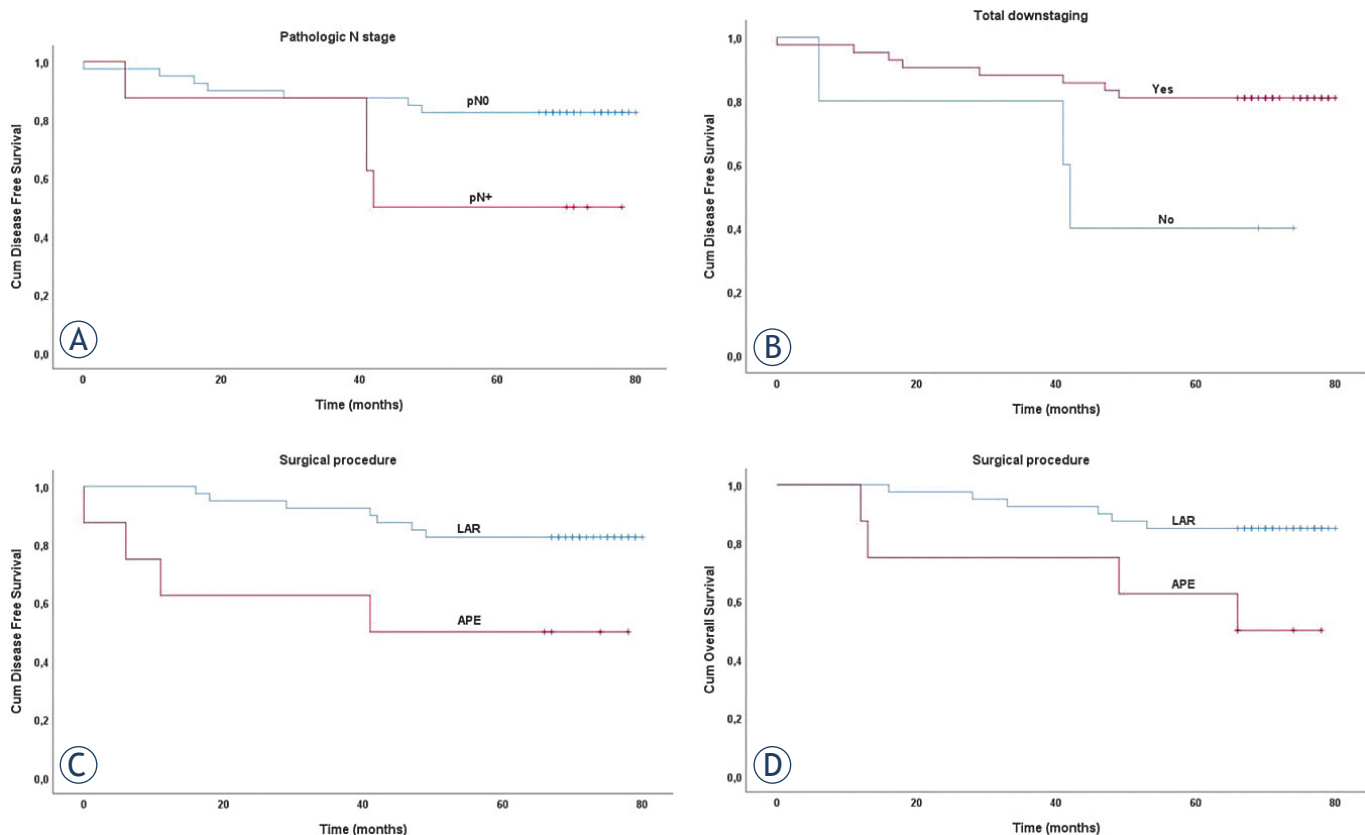 Pathologic N stage
Cum Disease Free Survival
1,0
0,8
0,6
0,4
0,2
0,0
pN0
pN+
A
0 20 40 60 80
Time (months)
Total downstaging
Cum Disease Free Survival
1,0
0,8
0,6
0,4
0,2
0,0
Yes
No
B
0 20 40 60 80
Time (months)
Surgical procedure
Cum Disease Free Survival
1,0
0,8
0,6
0,4
0,2
0,0
LAR
APE
C
0 20 40 60 80
Time (months)
Surgical procedure
Cum Overall Survival
1,0
0,8
0,6
0,4
0,2
0,0
LAR
APE
D
0 20 40 60 80
Time (months)